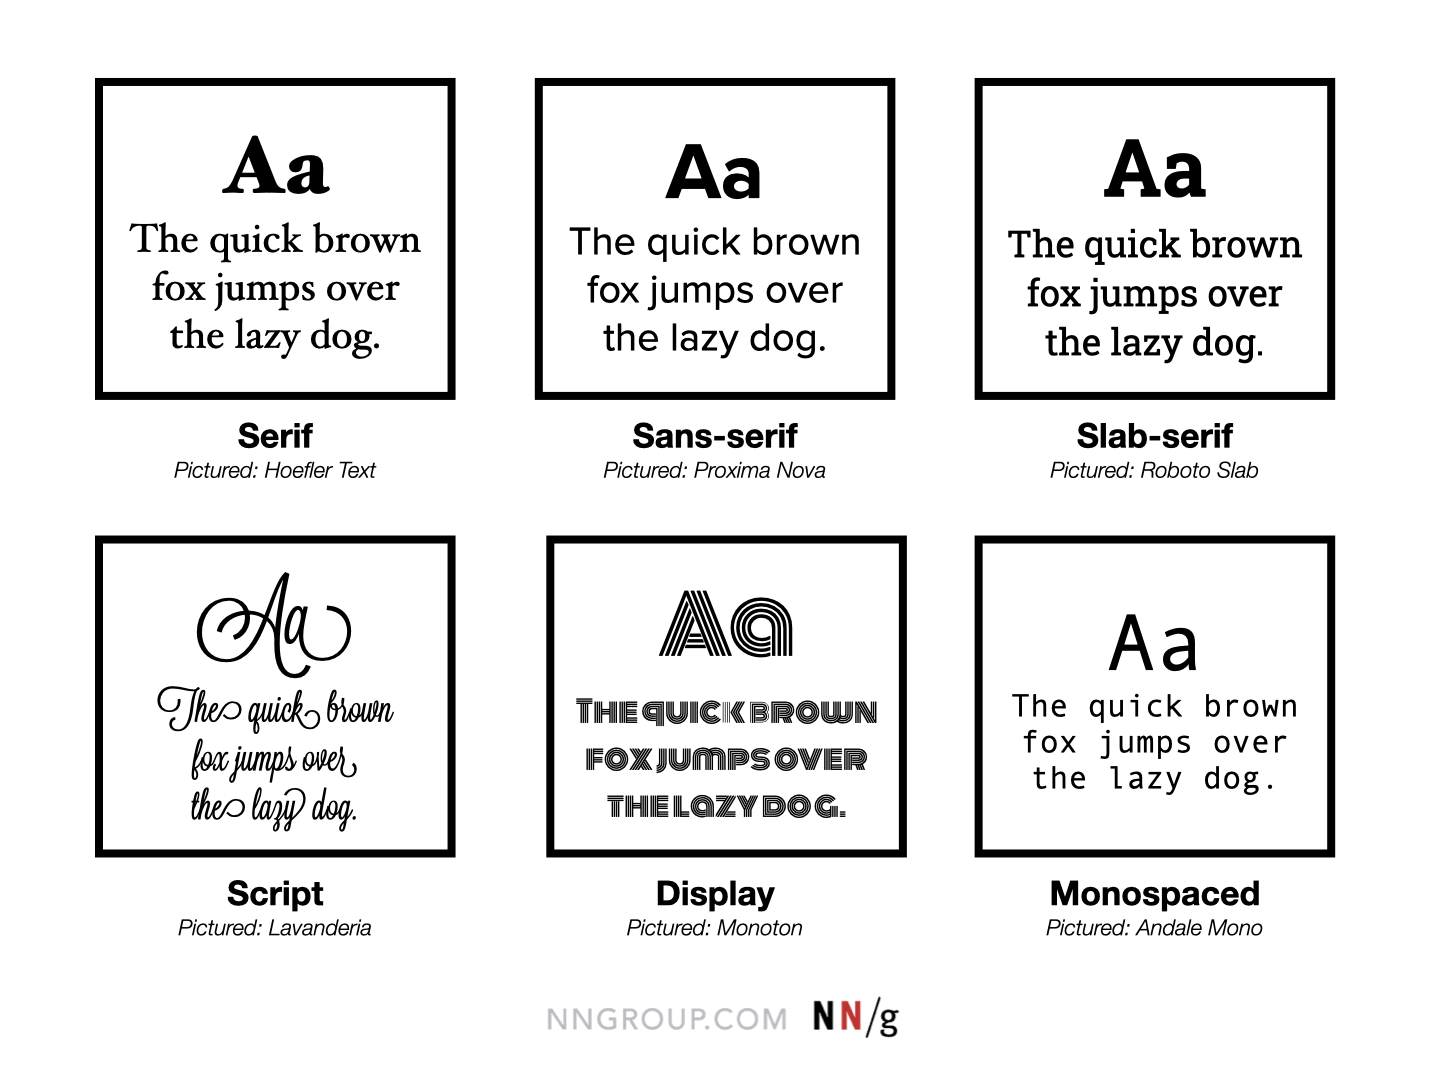 Aa
The quick brown
fox jumps over
the lazy dog.
Serif
Pictured: Hoefler Text
Aa
The quick brown
fox jumps over
the lazy dog.
Sans-serif
Pictured: Proxima Nova
Aa
The quick brown
fox jumps over
the lazy dog.
Slab-serif
Pictured: Roboto Slab
Aa
The quick brown
fox jumps over
the lazy dog.
Script
Pictured: Lavanderia
Aa
THE QUICK BROWN
FOX JUMPS OVER
THE LAZY DOG.
Display
Pictured: Monoton
Aa
The quick brown
fox jumps over
the lazy dog.
Monospaced
Pictured: Andale Mono
NNGROUP.COM NN/g